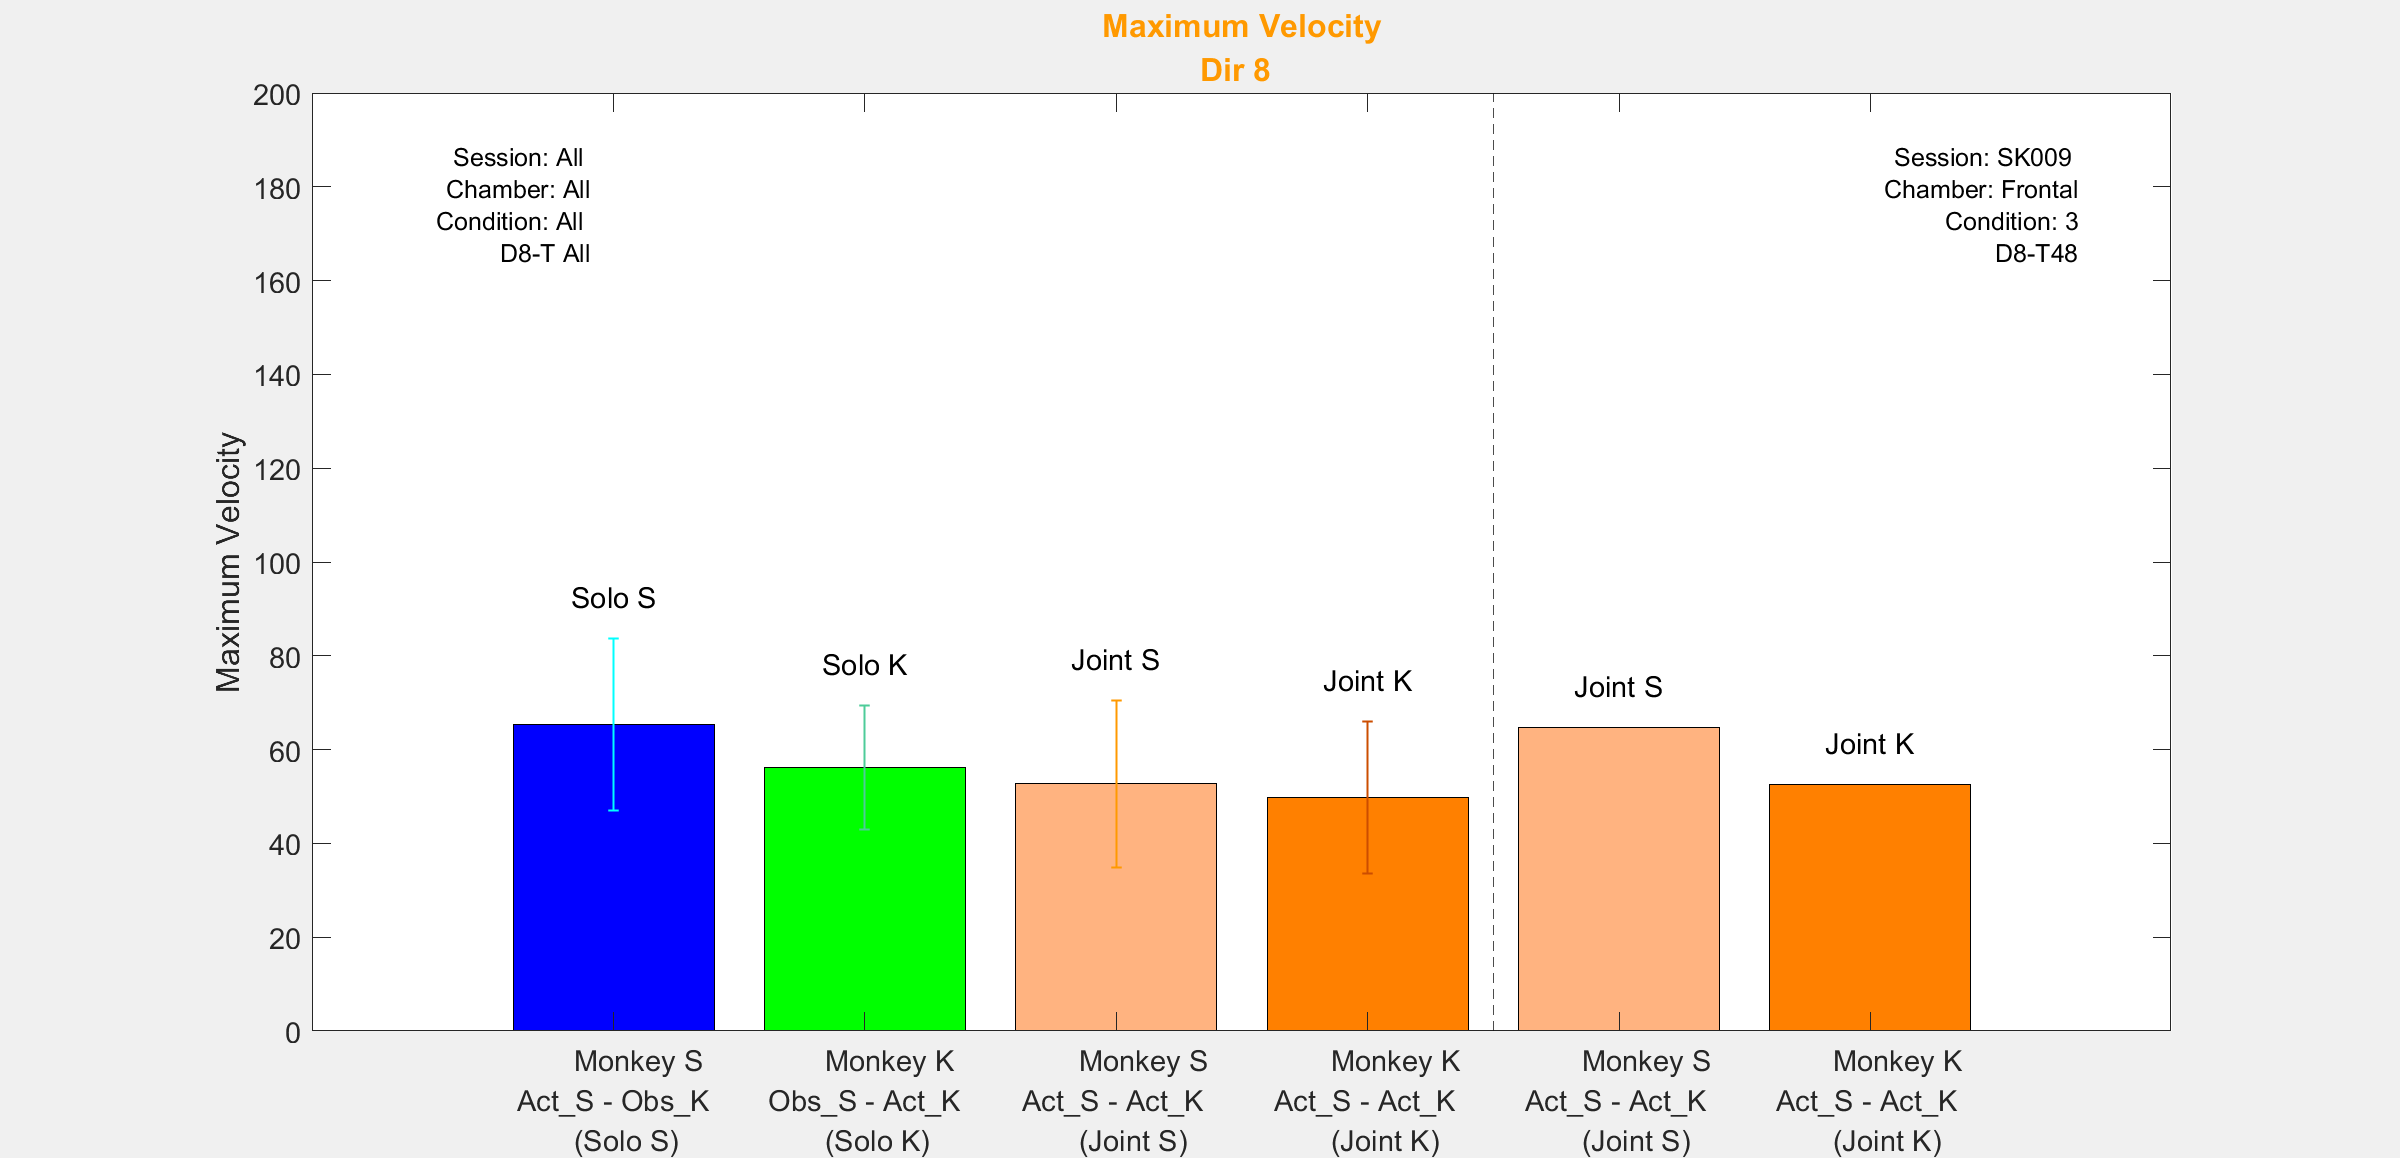 Maximum Velocity
Dir 8
Maximum Velocity
200
180
160
140
120
100
80
60
40
20
0
Session: All
Chamber: All
Condition: All
D8-T All
Session: SK009
Chamber: Frontal
Condition: 3
D8-T48
Solo S
Solo K
Joint S
Joint K
Joint S
Joint K
Monkey S
Act_S - Obs_K
(Solo S)
Monkey K
Obs_S - Act_K
(Solo K)
Monkey S
Act_S - Act_K
(Joint S)
Monkey K
Act_S - Act_K
(Joint K)
Monkey S
Act_S - Act_K
(Joint S)
Monkey K
Act_S - Act_K
(Joint K)